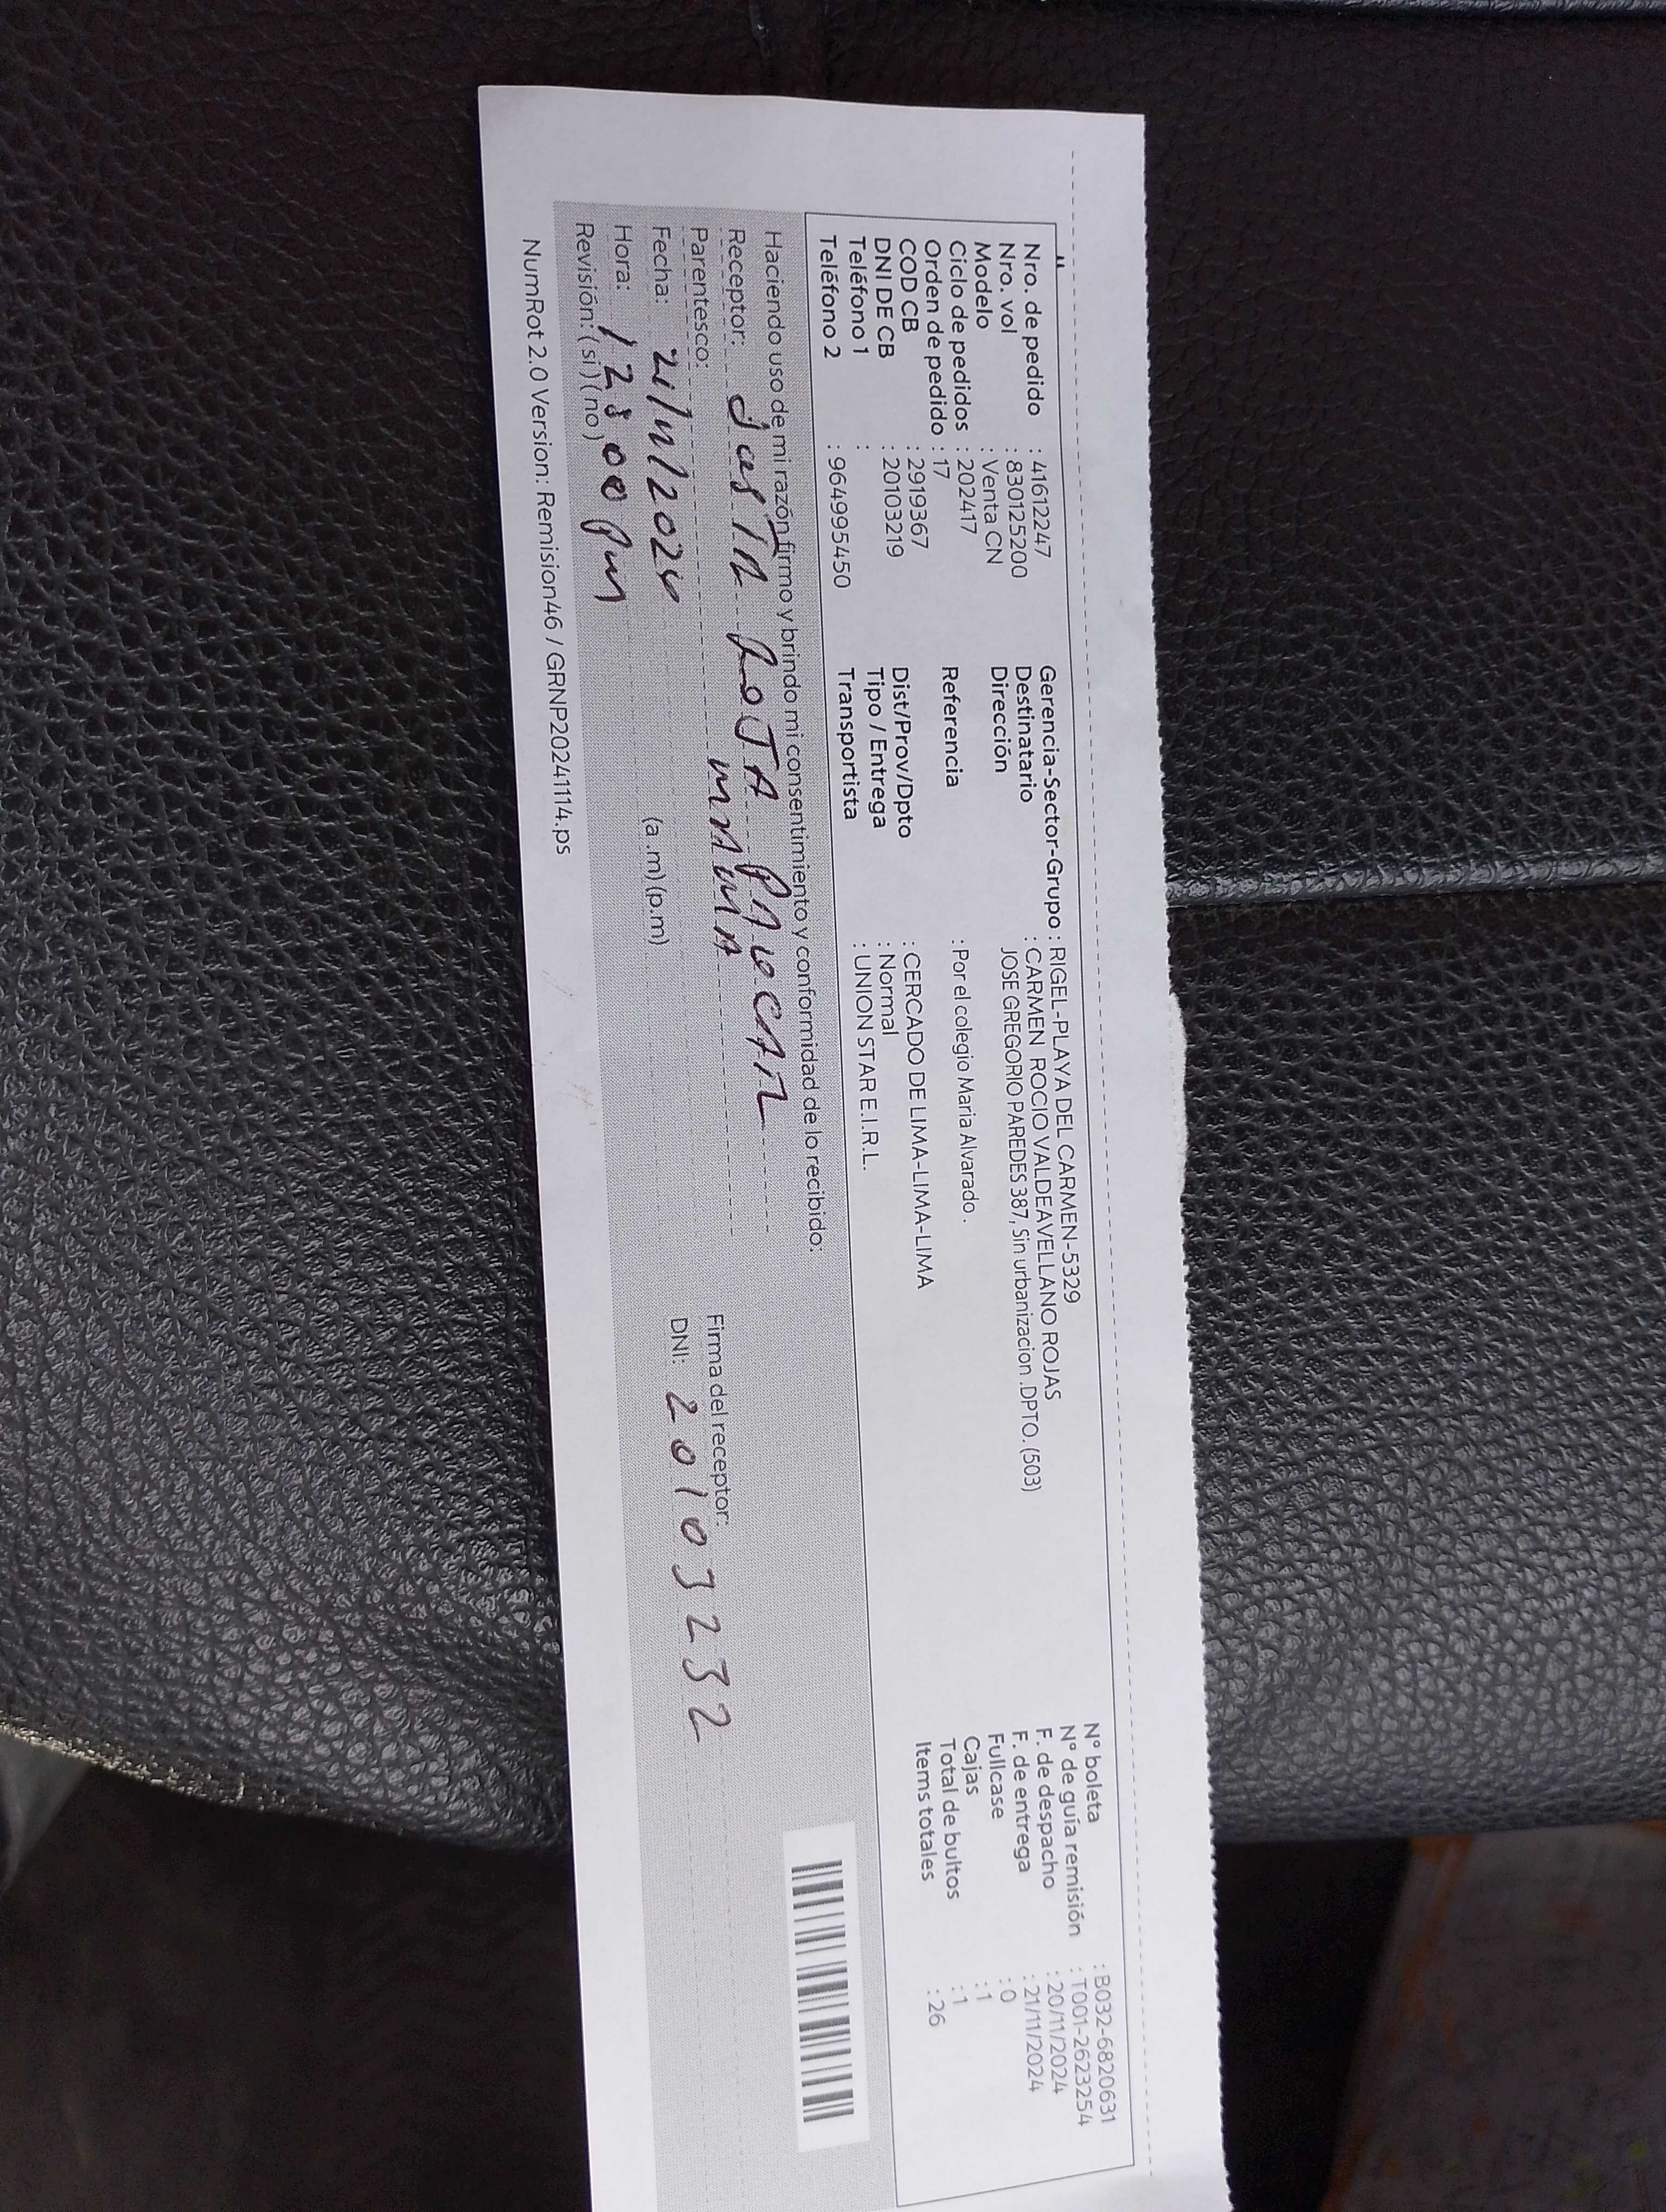 Nro. de pedido : 41612247
Nro. vol : 830125200
Modelo : Venta CN
Ciclo de pedidos : 202417
Orden de pedido : 17
COD CB : 2919367
DNI DE CB : 20103219
Teléfono 1 :
Teléfono 2 : 964995450
Gerencia-Sector-Grupo : RIGEL-PLAYA DEL CARMEN-5329
Destinatario : CARMEN ROCIO VALDEAVELLANO ROJAS
Dirección JOSE GREGORIO PAREDES 387, Sin urbanizacion .DPTO. (503)
Referencia : Por el colegio Maria Alvarado .
Dist/Prov/Dpto : CERCADO DE LIMA-LIMA-LIMA
Tipo / Entrega : Normal
Transportista : UNION STAR E.I.R.L.
N° boleta : B032-6820631
N° de guía remisión : T001-2623254
F. de despacho : 20/11/2024
F. de entrega : 21/11/2024
Fullcase : 0
Cajas : 1
Total de bultos : 1
Items totales : 26
Haciendo uso de mi razón firmo y brindo mi consentimiento y conformidad de lo recibido:
Receptor: ROJA PAUCAR
Parentesco: MAMA
Fecha: 21/11/2024
Hora: 12:00 pm (a .m) (p.m)
Revisión: ( si ) ( no )
Firma del receptor:
DNI: 20103232
NumRot 2.0 Version: Remision46 / GRNP20241114.ps